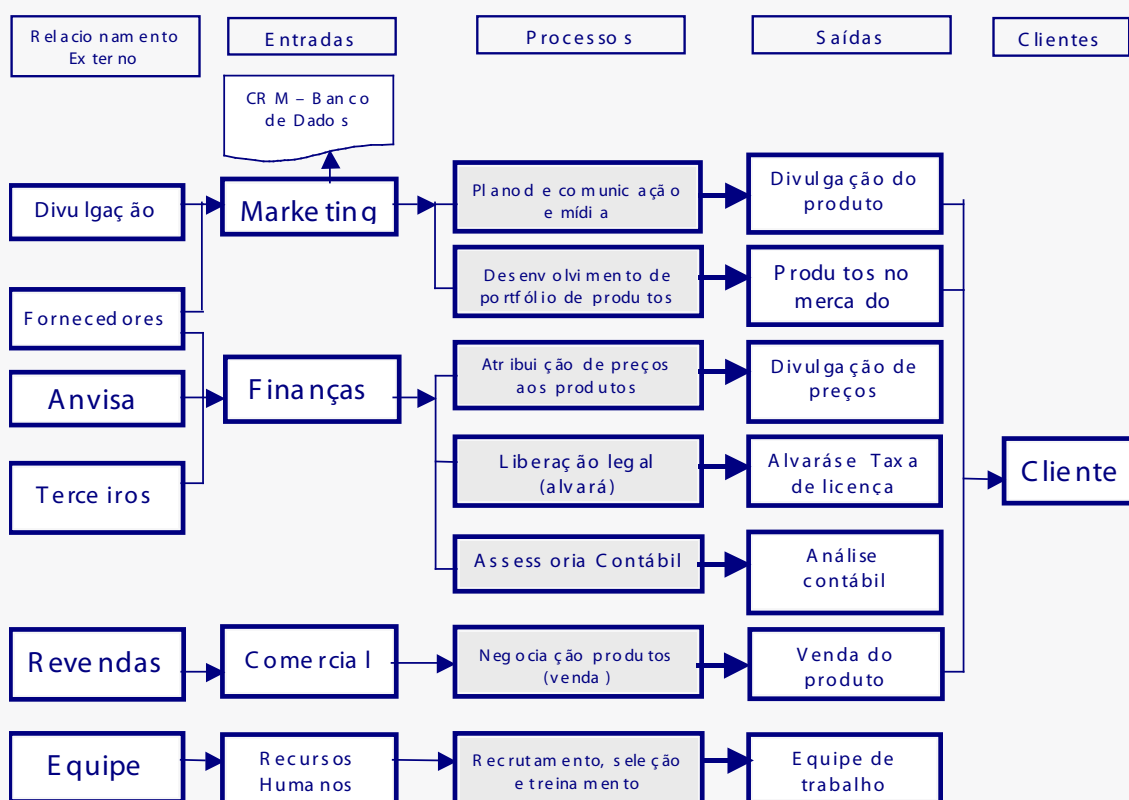 Relacionamento
Externo
Entradas
Processos
Saídas
Clientes
CRM – Banco
de Dados
Divulgação
Marketing
Plano de comunicação
e mídia
Divulgação do
produto
Fornecedores
Desenvolvimento de
portfólio de produtos
Produtos no
mercado
Anvisa
Finanças
Atribuição de preços
aos produtos
Divulgação de
preços
Terceiros
Liberação legal
(alvará)
Alvaráse Taxa
de licença
Cliente
Assessoria Contábil
Análise
contábil
Revendas
Comercial
Negociação produtos
(venda)
Venda do
produto
Equipe
Recursos
Humanos
Recrutamento, seleção
e treinamento
Equipe de
trabalho